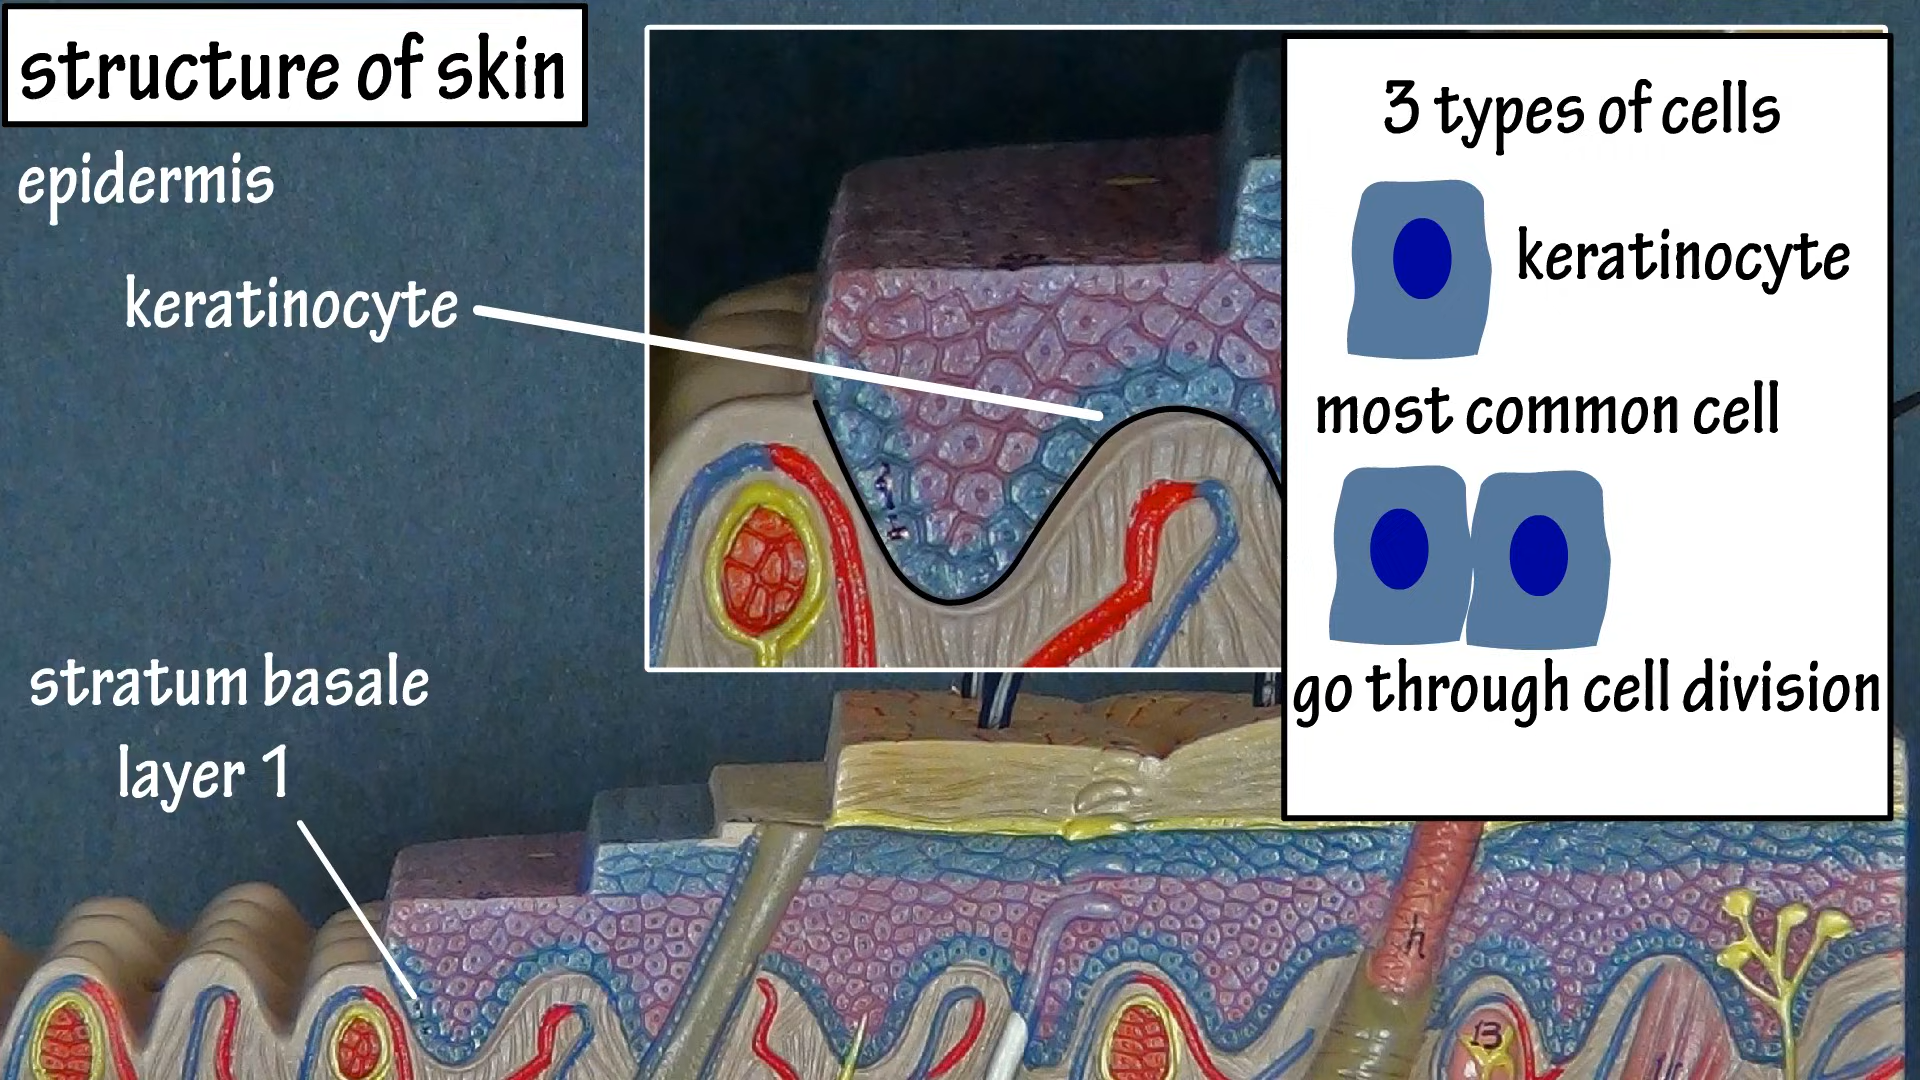 structure of skin
epidermis
keratinocyte
stratum basale
layer 1
3 types of cells
keratinocyte
most common cell
go through cell division
h
13